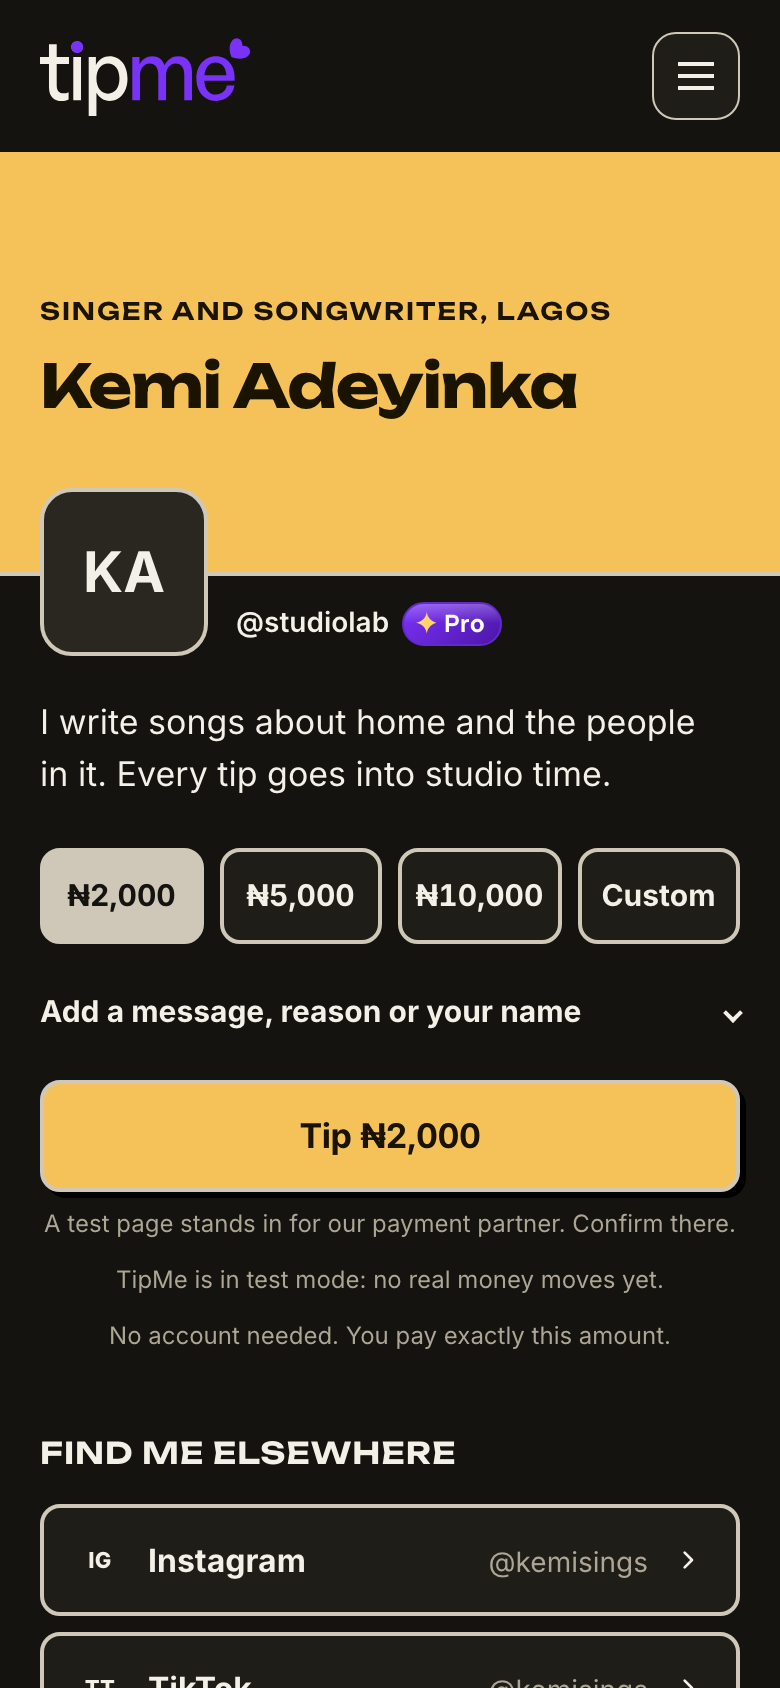 tipme
SINGER AND SONGWRITER, LAGOS
Kemi Adeyinka
KA
@studiolab
Pro
I write songs about home and the people
in it. Every tip goes into studio time.
₦2,000
₦5,000
₦10,000
Custom
Add a message, reason or your name
Tip ₦2,000
A test page stands in for our payment partner. Confirm there.
TipMe is in test mode: no real money moves yet.
No account needed. You pay exactly this amount.
FIND ME ELSEWHERE
IG Instagram @kemisings
TT TikTok @kemisings